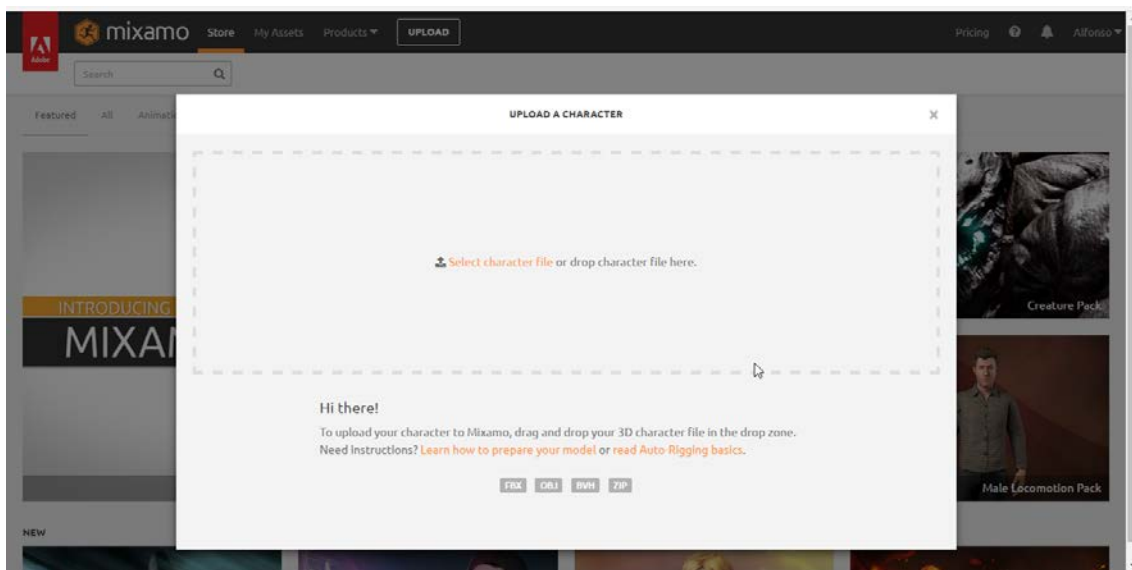 mixamo Store My Assets Products UPLOAD Pricing Alfonso
Adobe
Search
Featured All Animati
UPLOAD A CHARACTER
Select character file or drop character file here.
INTRODUCING
MIXAM
Creature Pack
Hi there!
To upload your character to Mixamo, drag and drop your 3D character file in the drop zone.
Need Instructions? Learn how to prepare your model or read Auto-Rigging basics.
FBX OBJ BVH ZIP
Male Locomotion Pack
NEW